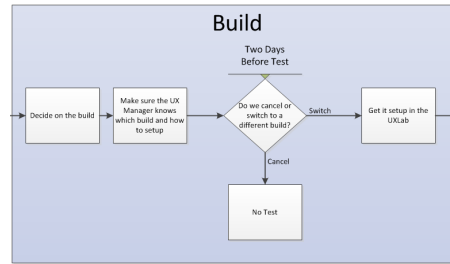 Build
Two Days
Before Test
Decide on the build
Make sure the UX
Manager knows
which build and how
to setup
Do we cancel or
switch to a
different build?
Switch
Get it setup in the
UXLab
Cancel
No Test